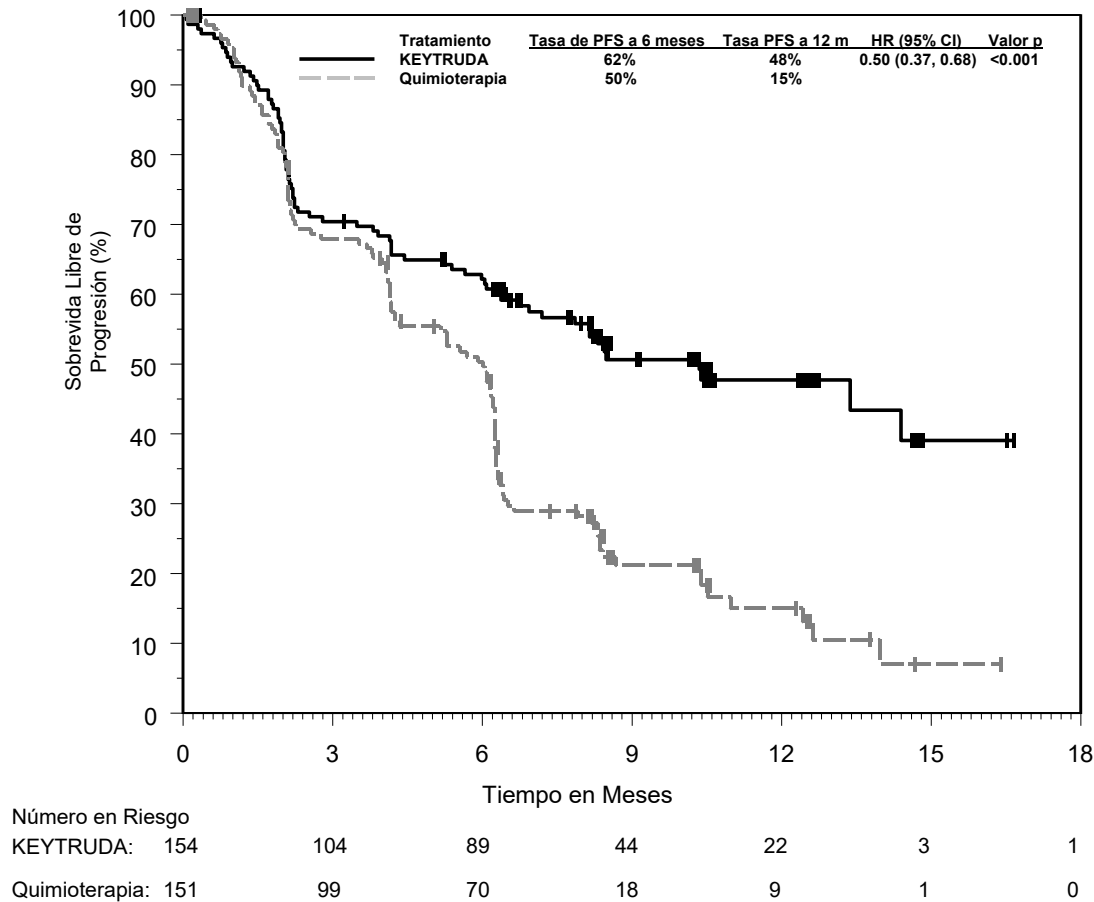 Tratamiento Tasa de PFS a 6 meses Tasa PFS a 12 m HR (95% CI) Valor p
KEYTRUDA 62% 48% 0.50 (0.37, 0.68) <0.001
Quimioterapia 50% 15%
100
90
80
70
60
50
40
30
20
10
0
Sobrevida Libre de
Progresión (%)
0 3 6 9 12 15 18
Tiempo en Meses
Número en Riesgo
KEYTRUDA: 154 104 89 44 22 3 1
Quimioterapia: 151 99 70 18 9 1 0